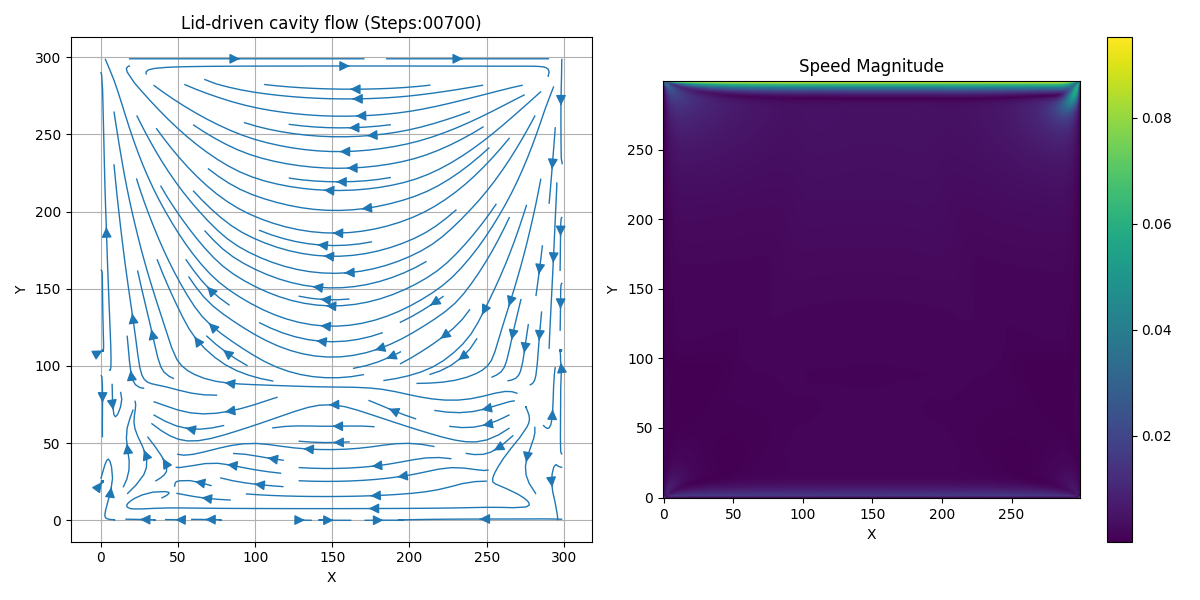 Lid-driven cavity flow (Steps:00700)
300
250
200
150
100
50
0
Y
0 50 100 150 200 250 300
X
Speed Magnitude
250
200
150
100
50
0
Y
0 50 100 150 200 250
X
0.08
0.06
0.04
0.02